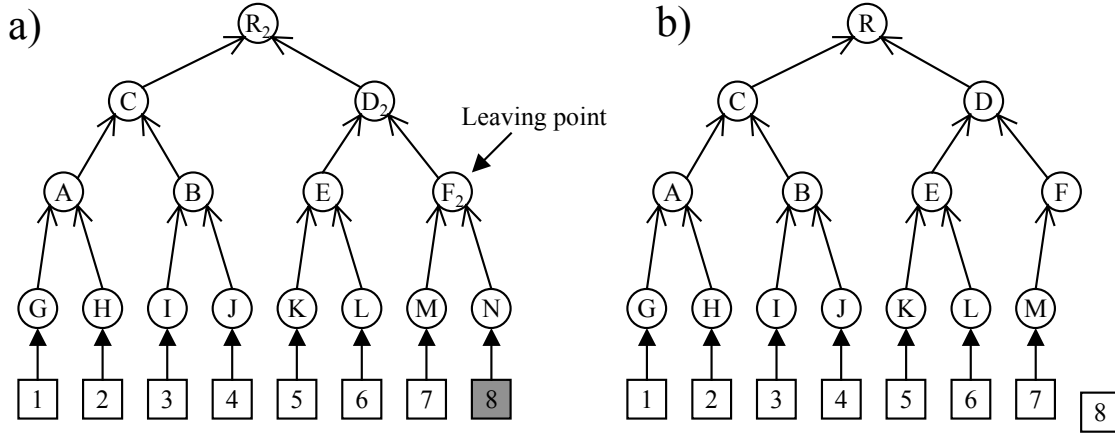 a)
R₂
C
D₂
Leaving point
A
B
E
F₂
G
H
I
J
K
L
M
N
1
2
3
4
5
6
7
8
b)
R
C
D
A
B
E
F
G
H
I
J
K
L
M
1
2
3
4
5
6
7
8